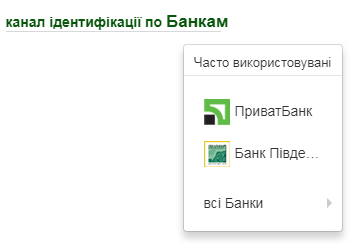 канал ідентифікації по Банкам
Часто використовувані
ПриватБанк
Банк Півде...
всі Банки